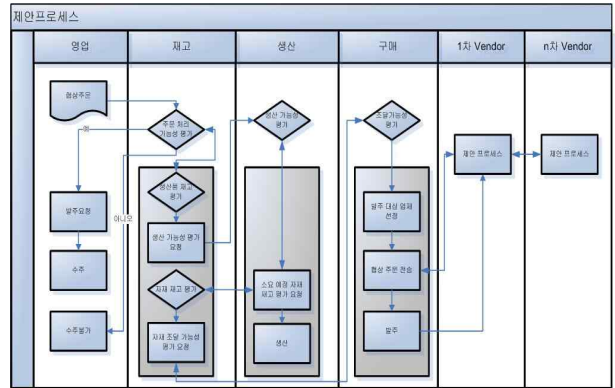 제안프로세스
영업
재고
생산
구매
1차 Vendor
n차 Vendor
협상주문
주문 처리
가능성 평가
예
생산 가능성
평가
조달가능성
평가
제안 프로세스
제안 프로세스
생산용 재고
평가
발주요청
아니오
생산 가능성 평가
요청
발주 대상 업체
선정
수주
자재 재고 평가
소요 예정 자재
재고 평가 요청
협상 주문 전송
수주불가
자재 조달 가능성
평가 요청
생산
발주